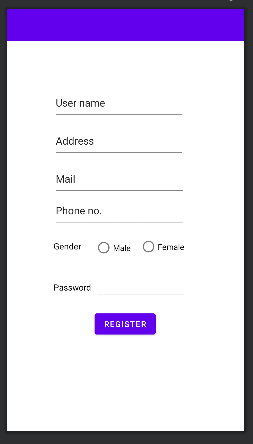 User name
Address
Mail
Phone no.
Gender Male Female
Password
REGISTER